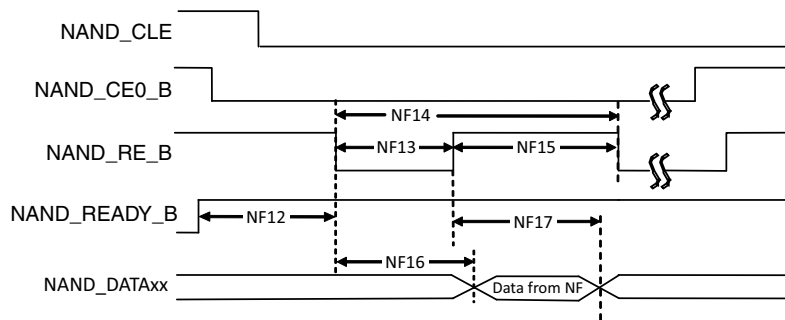 NAND_CLE
NAND_CE0_B
NF14
NAND_RE_B
NF13
NF15
NAND_READY_B
NF12
NF17
NF16
NAND_DATAxx
Data from NF